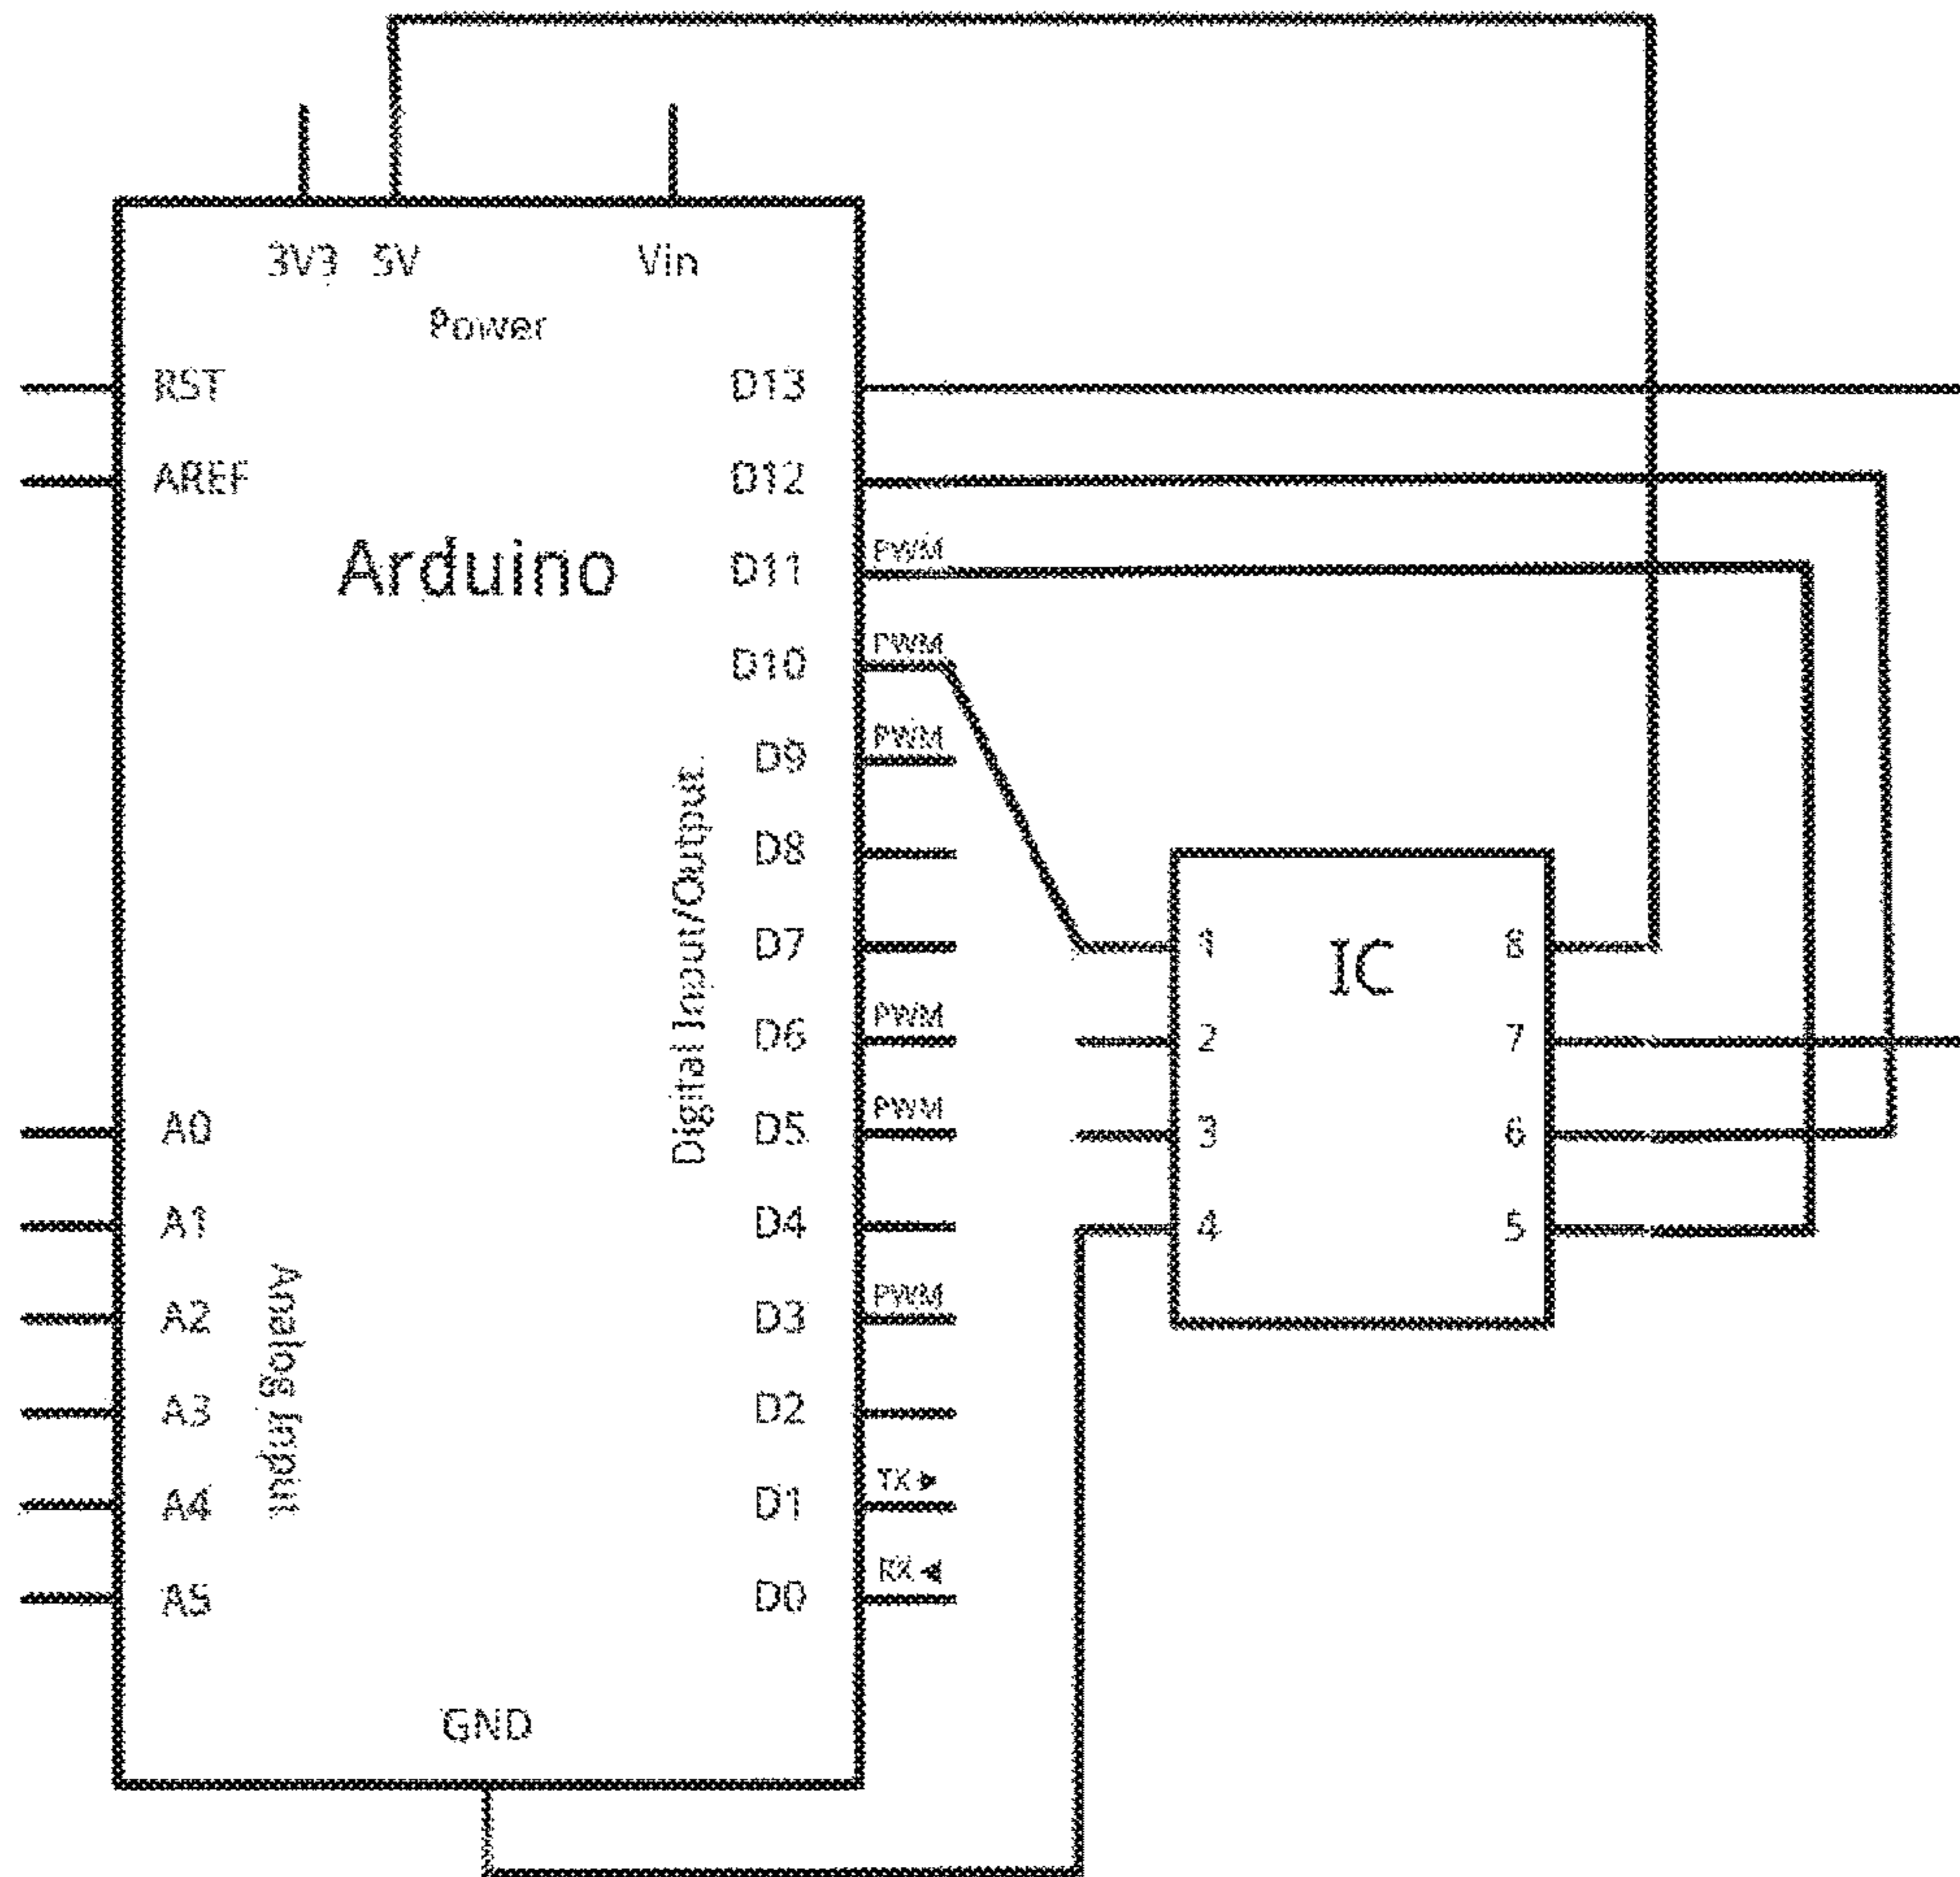 3V3 5V Vin
Power
RST D13
AREF D12
Arduino
PWM
D11
PWM
D10
PWM
D9
D8
D7
PWM
D6
Digital Input/Output
PWM
A0 D5
A1 D4
PWM
A2 D3
Analog Input
A3 D2
TX
A4 D1
RX
A5 D0
GND
IC
1 8
2 7
3 6
4 5